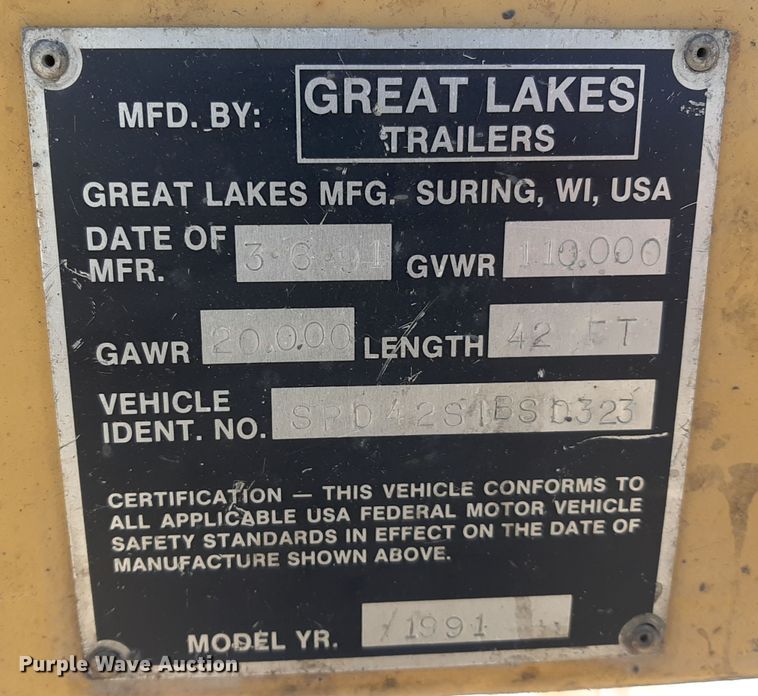 MFD. BY: GREAT LAKES
TRAILERS
GREAT LAKES MFG. SURING, WI, USA
DATE OF
MFR. 3·6·91 GVWR 110.000
GAWR 20.000 LENGTH 42 FT
VEHICLE
IDENT. NO. SPD42S1BSD323
CERTIFICATION — THIS VEHICLE CONFORMS TO
ALL APPLICABLE USA FEDERAL MOTOR VEHICLE
SAFETY STANDARDS IN EFFECT ON THE DATE OF
MANUFACTURE SHOWN ABOVE.
MODEL YR. 1991
Purple Wave Auction